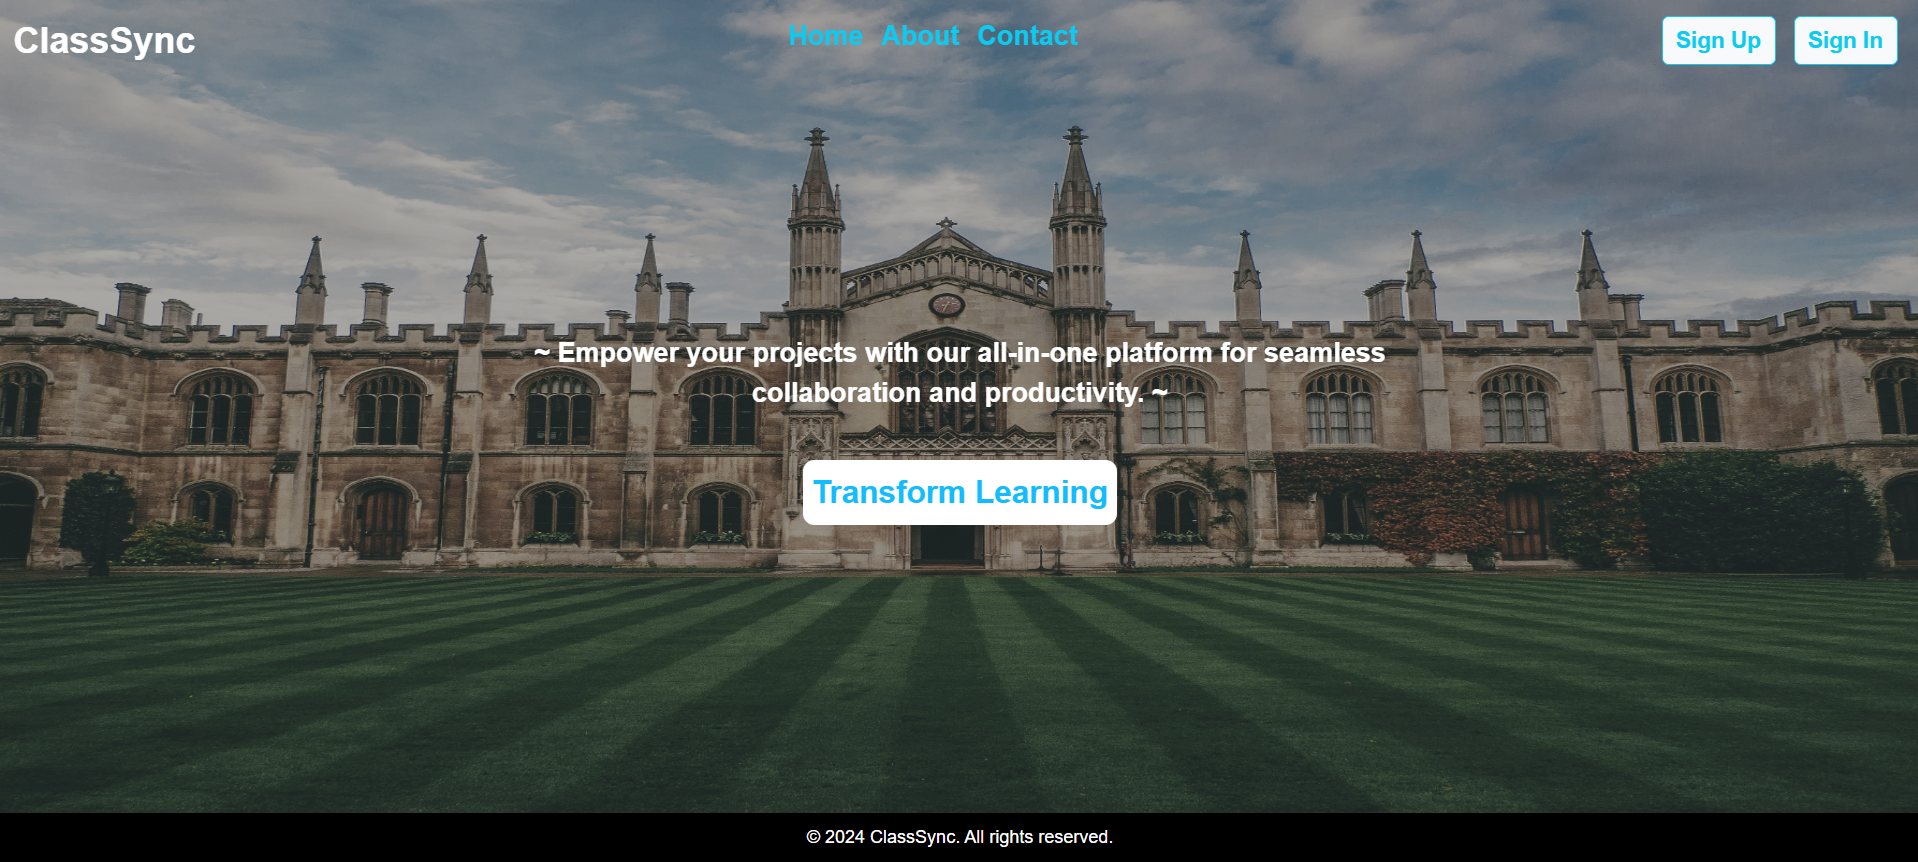 ClassSync
Home About Contact
Sign Up Sign In
~ Empower your projects with our all-in-one platform for seamless
collaboration and productivity. ~
Transform Learning
© 2024 ClassSync. All rights reserved.